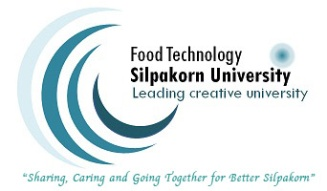 Food Technology
Silpakorn University
Leading creative university
"Sharing, Caring and Going Together for Better Silpakorn"